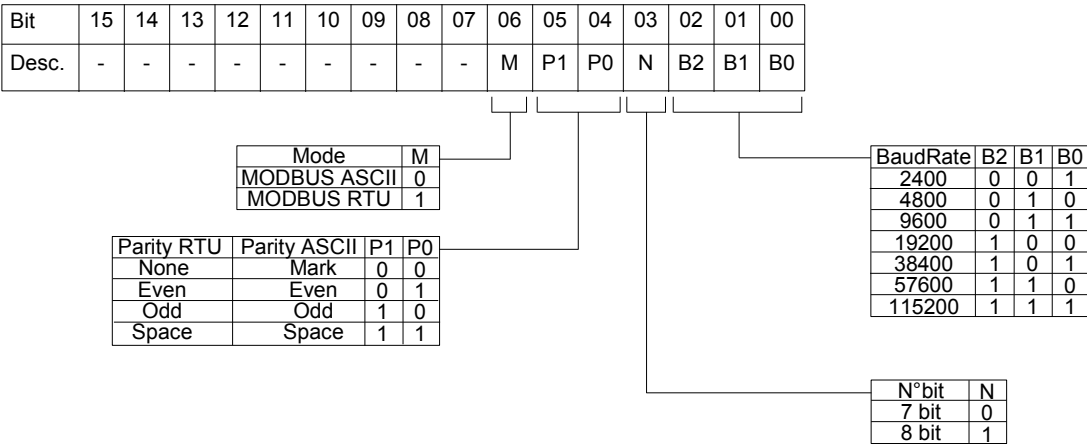 Bit 15 14 13 12 11 10 09 08 07 06 05 04 03 02 01 00
Desc. - - - - - - - - - M P1 P0 N B2 B1 B0
Mode M
MODBUS ASCII 0
MODBUS RTU 1
BaudRate B2 B1 B0
2400 0 0 1
4800 0 1 0
9600 0 1 1
19200 1 0 0
38400 1 0 1
57600 1 1 0
115200 1 1 1
Parity RTU Parity ASCII P1 P0
None Mark 0 0
Even Even 0 1
Odd Odd 1 0
Space Space 1 1
N°bit N
7 bit 0
8 bit 1